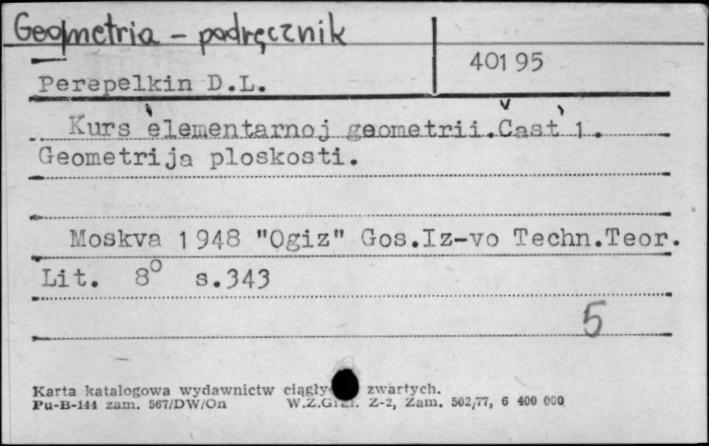 Geometria - podręcznik
401 95
Perepelkin D.L.
Kurs èlementarnoj geometrii.Čast' 1.
Geometrija ploskosti.
Moskva 1948 "Ogiz" Gos.Iz-vo Techn.Teor.
Lit. 8° s.343
5
Karta katalogowa wydawnictw ciągły zwartych.
Pu-B-144 zam. 567/DW/On W.Z.Graf. Z-2, Zam. 502/77, 6 400 000